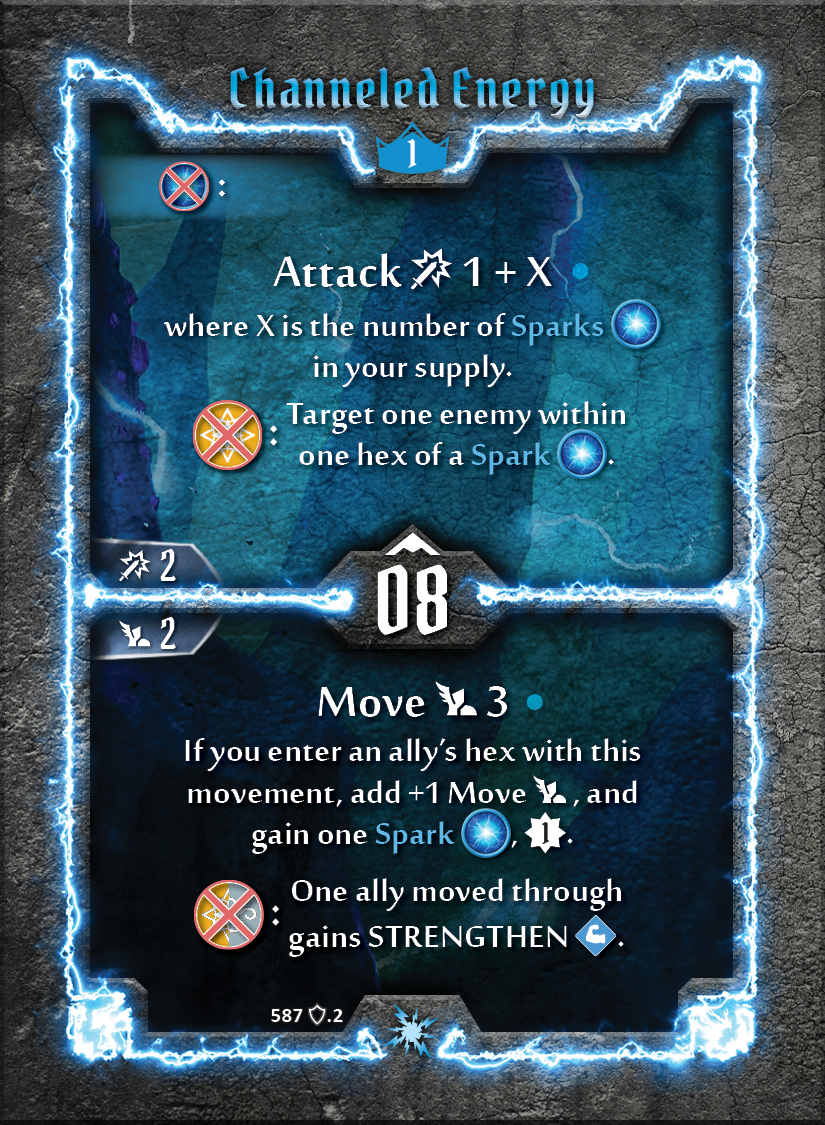 Channeled Energy
1
:
Attack 1 + X
where X is the number of Sparks
in your supply.
: Target one enemy within
one hex of a Spark .
2
08
2
Move 3
If you enter an ally's hex with this
movement, add +1 Move , and
gain one Spark , 1.
: One ally moved through
gains STRENGTHEN .
587 .2